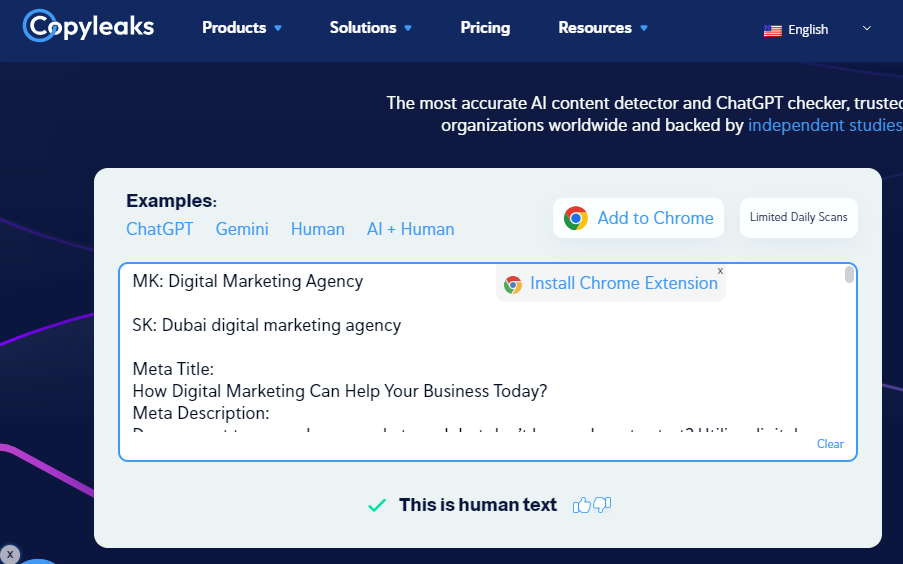 Copyleaks
Products
Solutions
Pricing
Resources
English
The most accurate AI content detector and ChatGPT checker, trusted
organizations worldwide and backed by independent studies
Examples:
ChatGPT
Gemini
Human
AI + Human
Add to Chrome
Limited Daily Scans
MK: Digital Marketing Agency
Install Chrome Extension
x
SK: Dubai digital marketing agency
Meta Title:
How Digital Marketing Can Help Your Business Today?
Meta Description:
Clear
This is human text
x